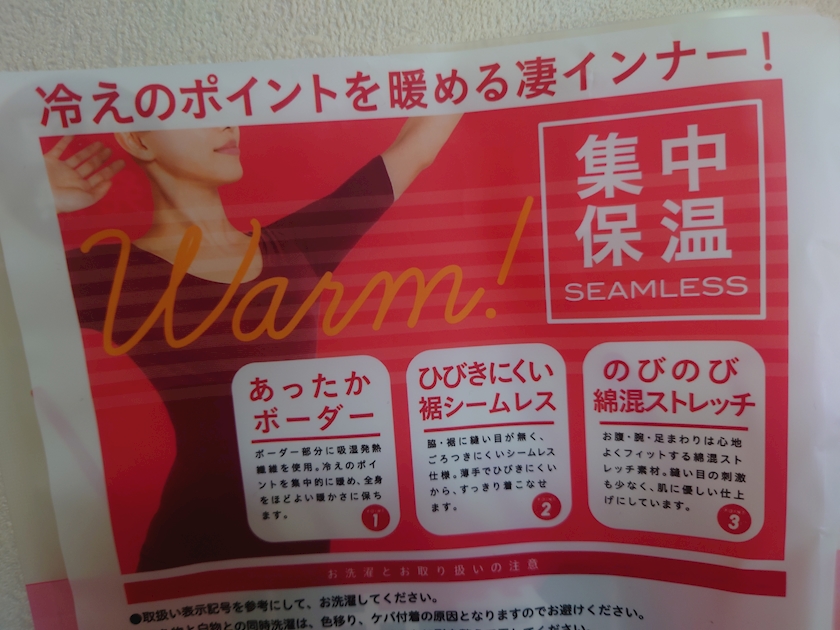 冷えのポイントを暖める凄インナー!
集中
保温
SEAMLESS
Warm!
あったか
ボーダー
ボーダー部分に吸湿発熱
繊維を使用。冷えのポイ
ントを集中的に暖め、全身
をほどよい暖かさに保ち
ます。
1
ひびきにくい
裾シームレス
脇・裾に縫い目が無く、
ごろつきにくいシームレス
仕様。薄手でひびきにくい
から、すっきり着こなせ
ます。
2
のびのび
綿混ストレッチ
お腹・腕・足まわりは心地
よくフィットする綿混スト
レッチ素材。縫い目の刺激
も少なく、肌に優しい仕上
げにしています。
3
お洗濯とお取り扱いの注意
●取扱い表示記号を参考にして、お洗濯してください。
白物との同時洗濯は、色移り、ケバ付着の原因となりますのでお避けください。